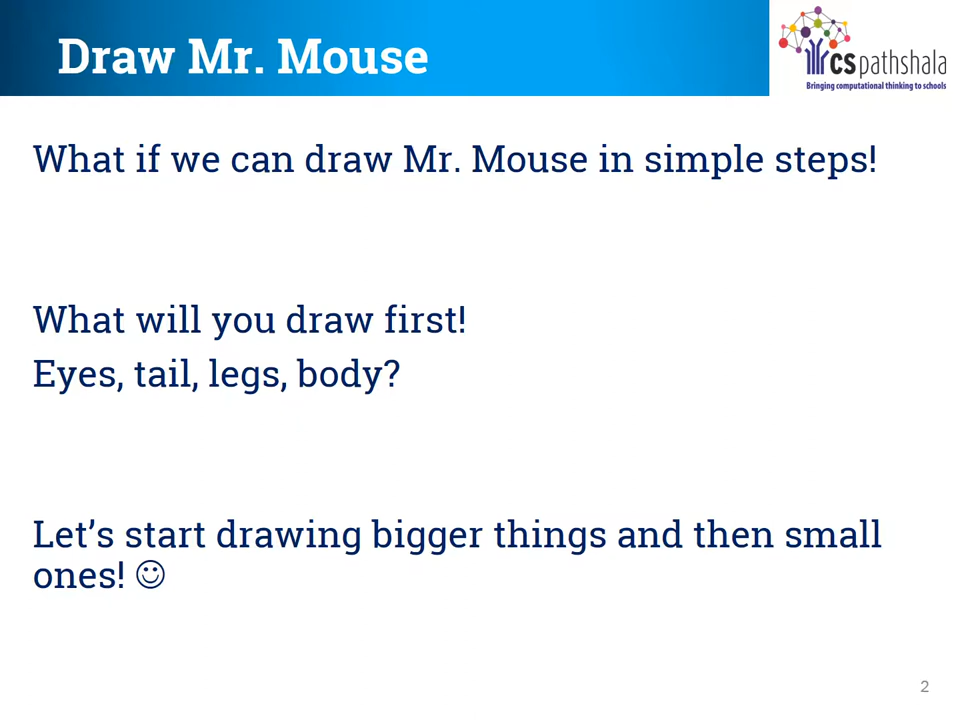 Draw Mr. Mouse
CSpathshala
Bringing computational thinking to schools
What if we can draw Mr. Mouse in simple steps!
What will you draw first!
Eyes, tail, legs, body?
Let’s start drawing bigger things and then small
ones! ☺
2